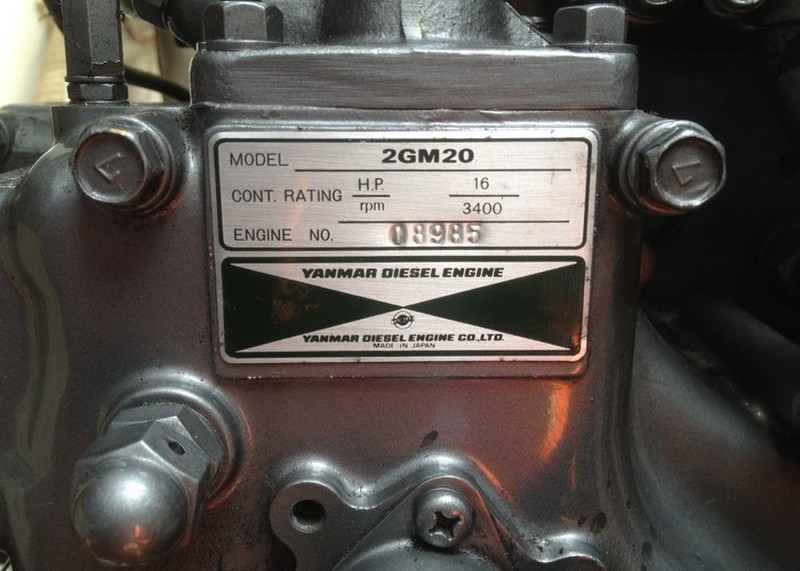 MODEL 2GM20
CONT. RATING H.P. 16
rpm 3400
ENGINE NO. 08985
YANMAR DIESEL ENGINE
YANMAR DIESEL ENGINE CO.,LTD.
MADE IN JAPAN